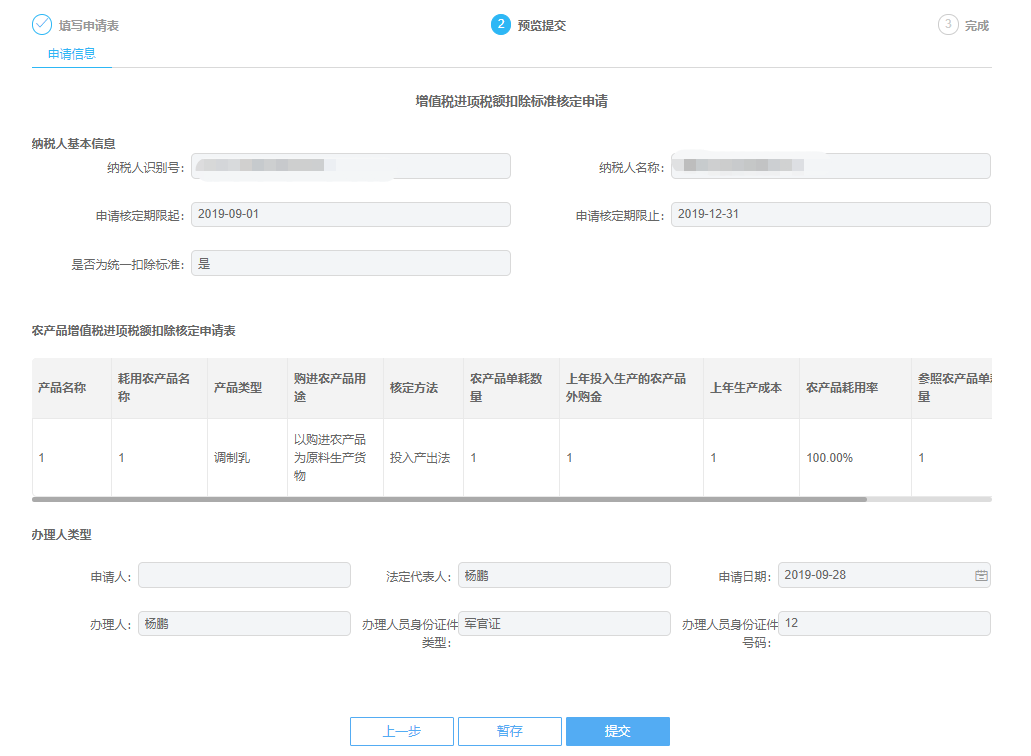 填写申请表
2 预览提交
3 完成
申请信息
增值税进项税额扣除标准核定申请
纳税人基本信息
纳税人识别号：
纳税人名称：
申请核定期限起： 2019-09-01
申请核定期限止： 2019-12-31
是否为统一扣除标准： 是
农产品增值税进项税额扣除核定申请表
产品名称
耗用农产品名
称
产品类型
购进农产品用
途
核定方法
农产品单耗数
量
上年投入生产的农产品
外购金
上年生产成本
农产品耗用率
参照农产品单
量
1
1
调制乳
以购进农产品
为原料生产货
物
投入产出法
1
1
1
100.00%
1
办理人类型
申请人：
法定代表人： 杨鹏
申请日期： 2019-09-28
办理人： 杨鹏
办理人员身份证件 军官证
类型：
办理人员身份证件 12
号码：
上一步
暂存
提交